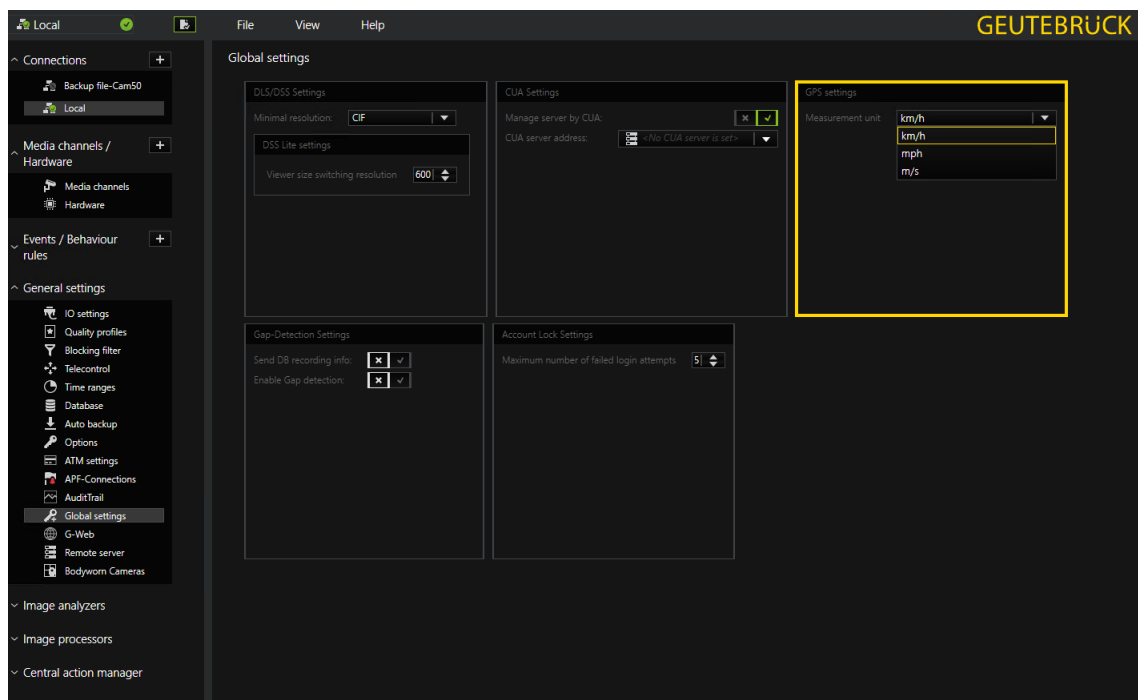 Local
File View Help
GEUTEBRÜCK
Connections
Backup file-Cam50
Local
Media channels /
Hardware
Media channels
Hardware
Events / Behaviour
rules
General settings
IO settings
Quality profiles
Blocking filter
Telecontrol
Time ranges
Database
Auto backup
Options
ATM settings
APF-Connections
AuditTrail
Global settings
G-Web
Remote server
Bodyworn Cameras
Image analyzers
Image processors
Central action manager
Global settings
DLS/DSS Settings
Minimal resolution: CIF
DSS Lite settings
Viewer size switching resolution 600
CUA Settings
Manage server by CUA:
CUA server address: <No CUA server is set>
GPS settings
Measurement unit km/h
km/h
mph
m/s
Gap-Detection Settings
Send DB recording info:
Enable Gap detection:
Account Lock Settings
Maximum number of failed login attempts 5